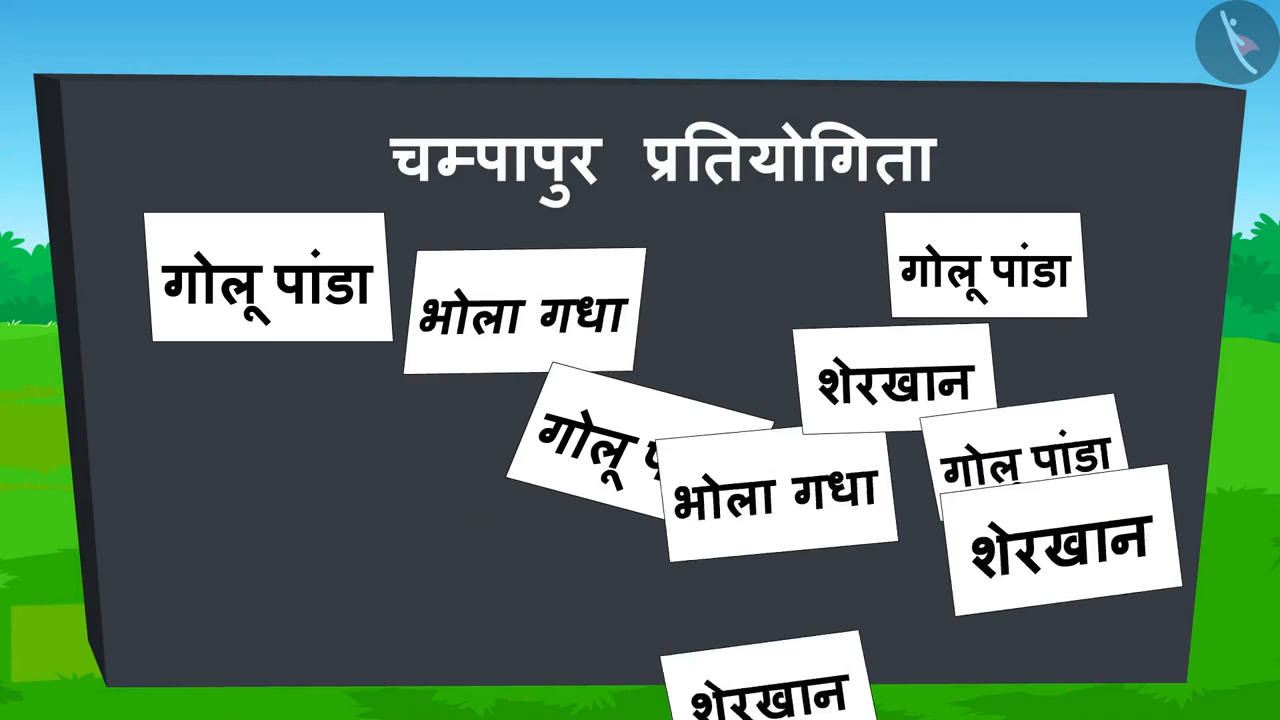 चम्पापुर प्रतियोगिता
गोलू पांडा
भोला गधा
गोलू पांडा
शेरखान
गोलू
भोला गधा
गोलू पांडा
शेरखान
शेरखान